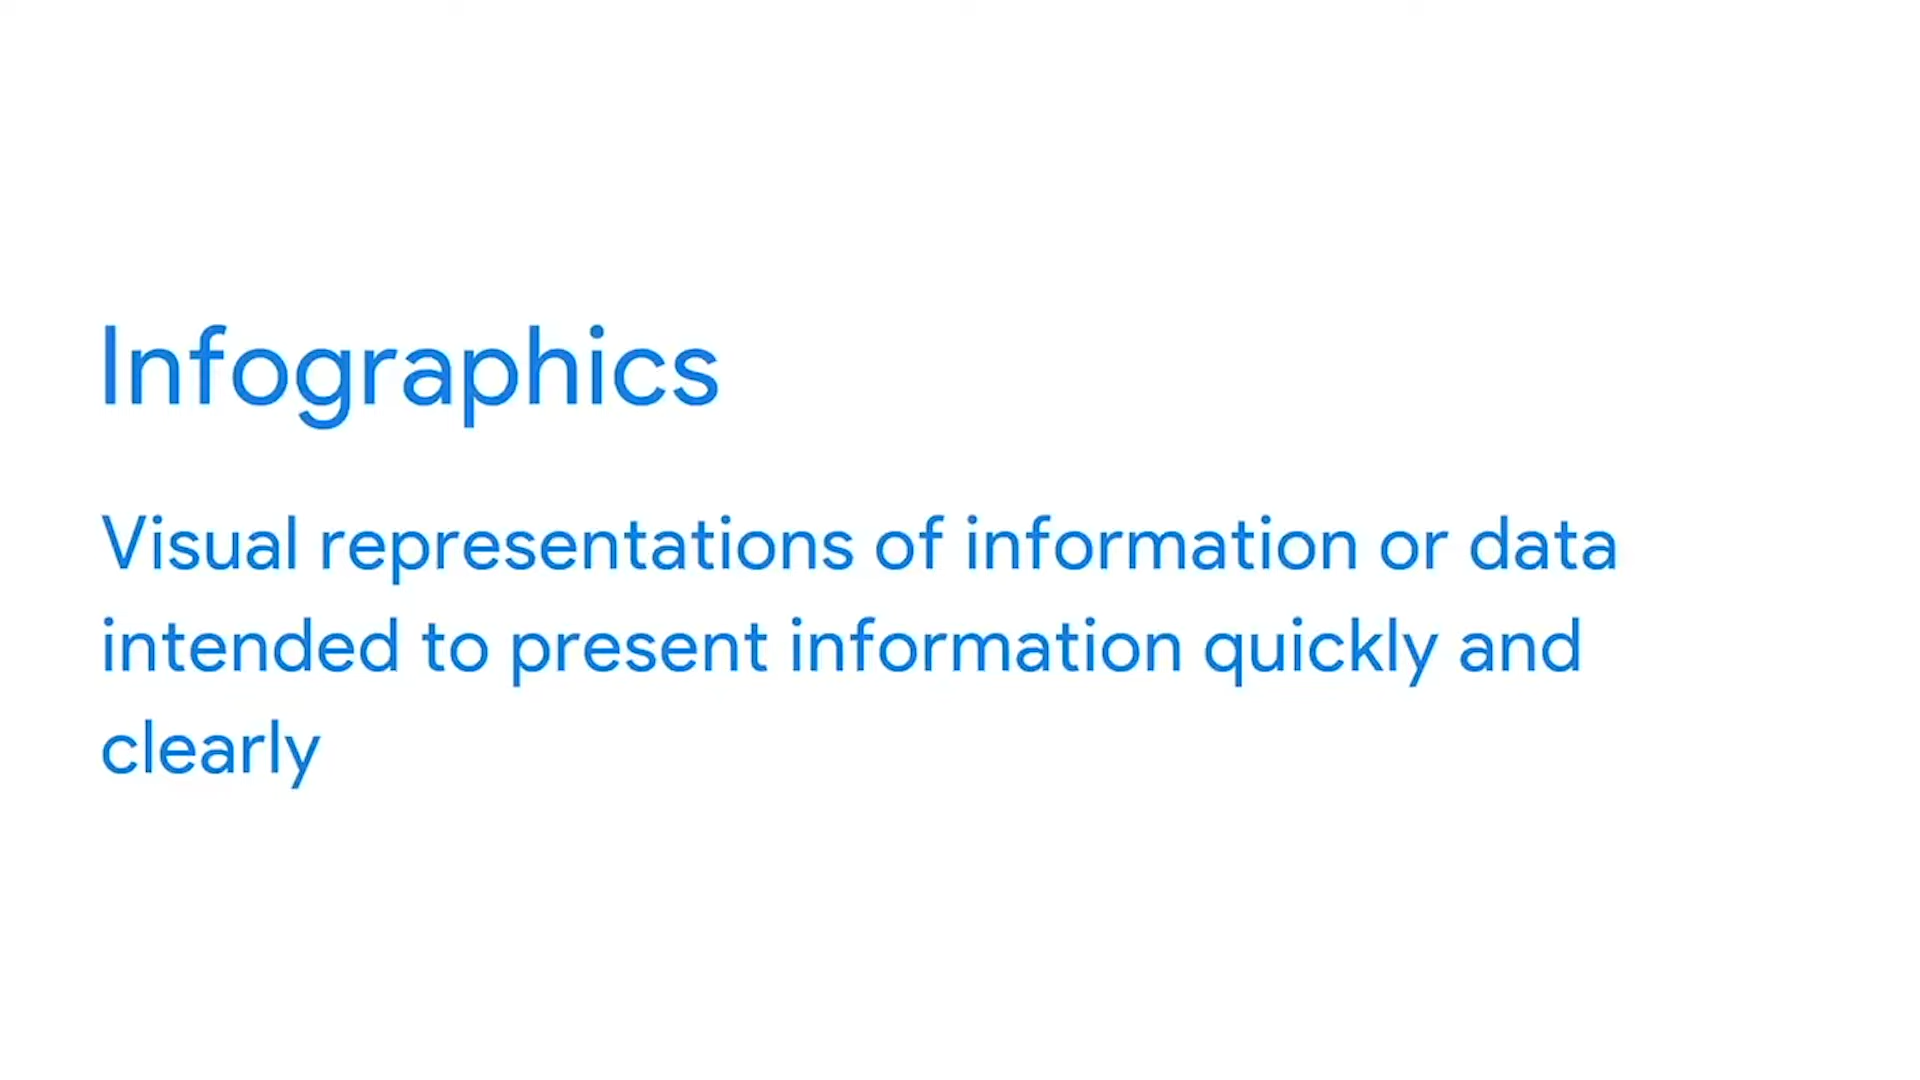 Infographics
Visual representations of information or data
intended to present information quickly and
clearly